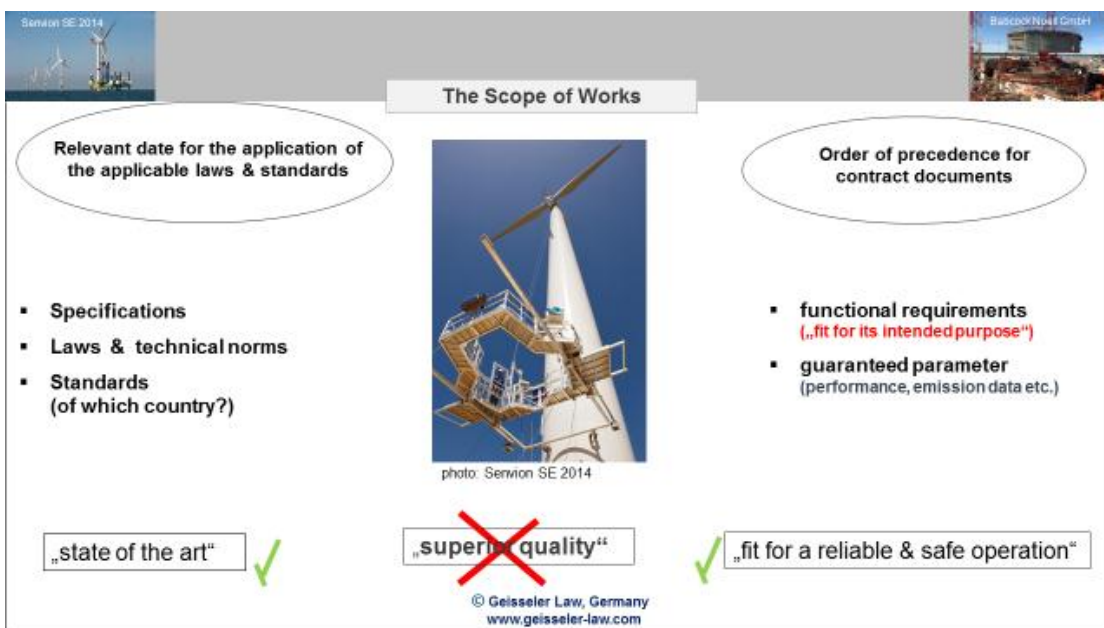 Senvion SE 2014
Babcock Noell GmbH
The Scope of Works
Relevant date for the application of
the applicable laws & standards
Order of precedence for
contract documents
▪ Specifications
▪ Laws & technical norms
▪ Standards
(of which country?)
▪ functional requirements
(„fit for its intended purpose“)
▪ guaranteed parameter
(performance, emission data etc.)
photo: Senvion SE 2014
„state of the art“
„superior quality“
„fit for a reliable & safe operation“
© Geisseler Law, Germany
www.geisseler-law.com